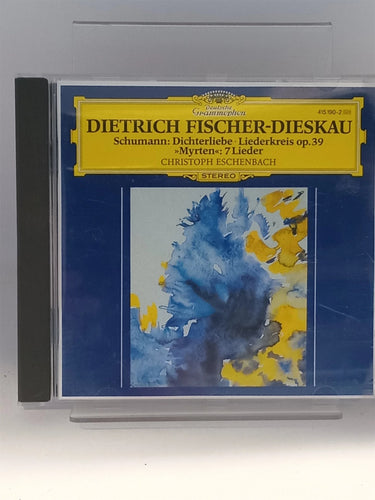 Deutsche
Grammophon
415 190-2
DIETRICH FISCHER-DIESKAU
Schumann: Dichterliebe · Liederkreis op. 39
»Myrten«: 7 Lieder
CHRISTOPH ESCHENBACH
STEREO